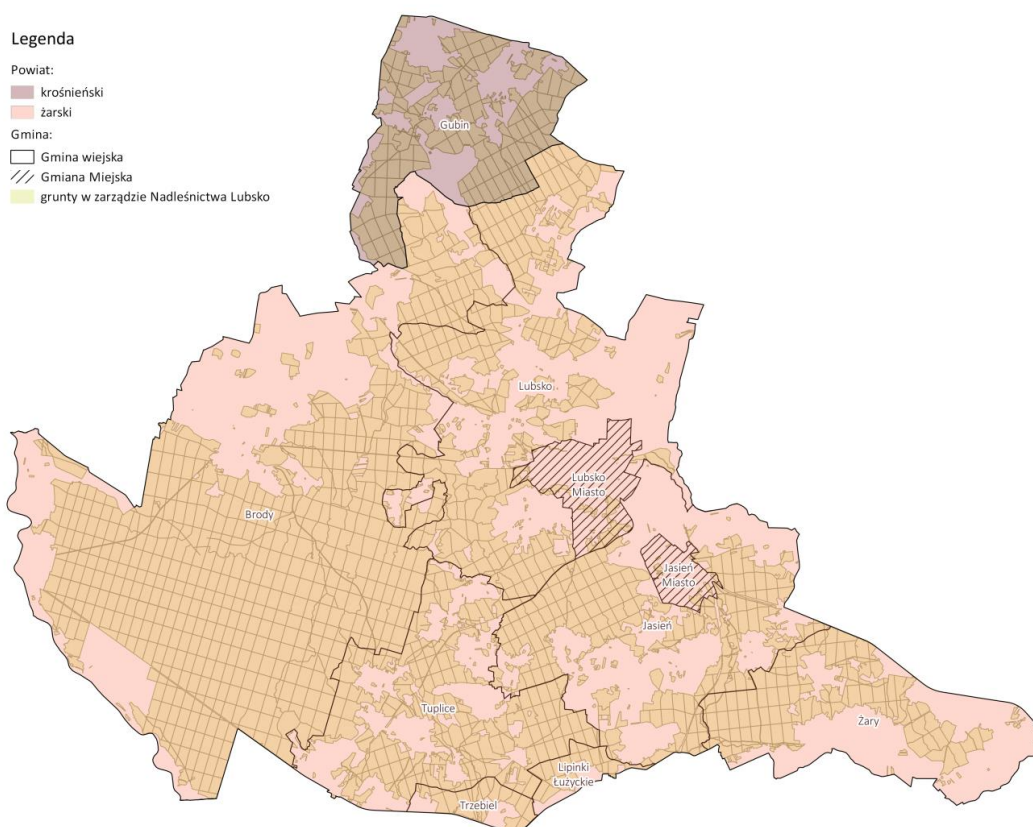 Legenda
Powiat:
krośnieński
żarski
Gmina:
Gmina wiejska
Gmiana Miejska
grunty w zarządzie Nadleśnictwa Lubsko
Gubin
Lubsko
Lubsko
Miasto
Brody
Jasień
Miasto
Jasień
Tuplice
Żary
Lipinki
Łużyckie
Trzebiel